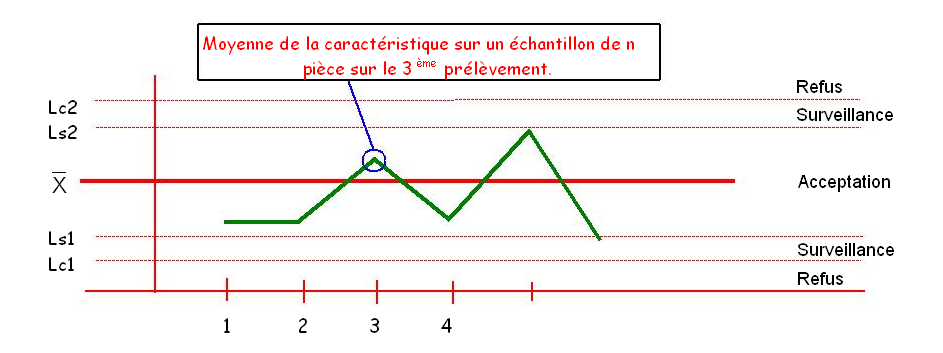 Moyenne de la caractéristique sur un échantillon de n
pièce sur le 3 ème prélèvement.
Refus
Lc2
Surveillance
Ls2
X̿
Acceptation
Ls1
Surveillance
Lc1
Refus
1 2 3 4